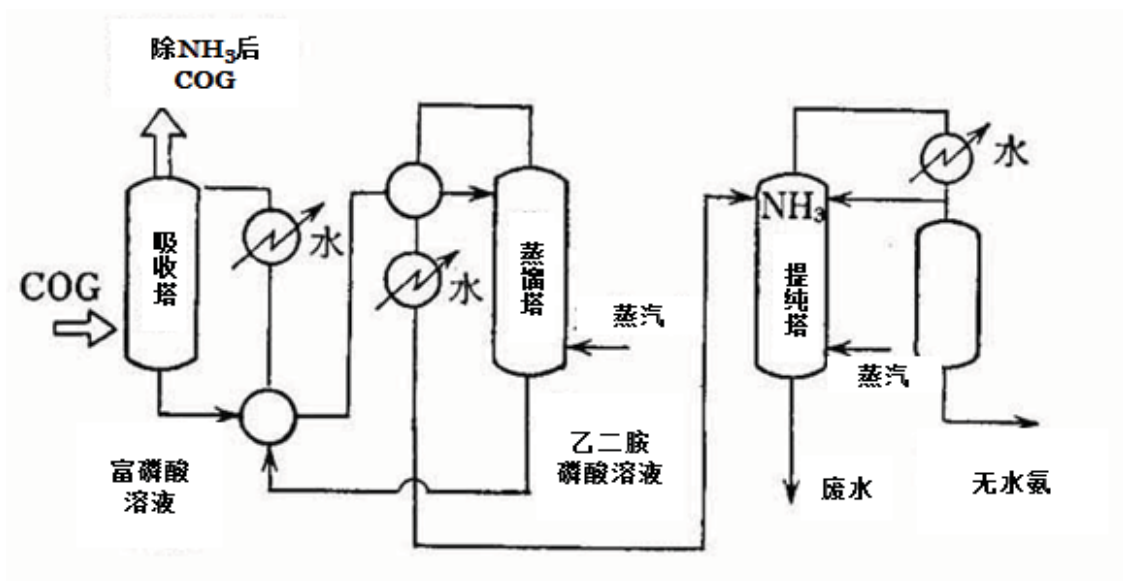 除NH₃后
COG
吸收塔
水
COG
富磷酸
溶液
水
蒸馏塔
蒸汽
乙二胺
磷酸溶液
NH₃
提纯塔
水
蒸汽
废水
无水氨